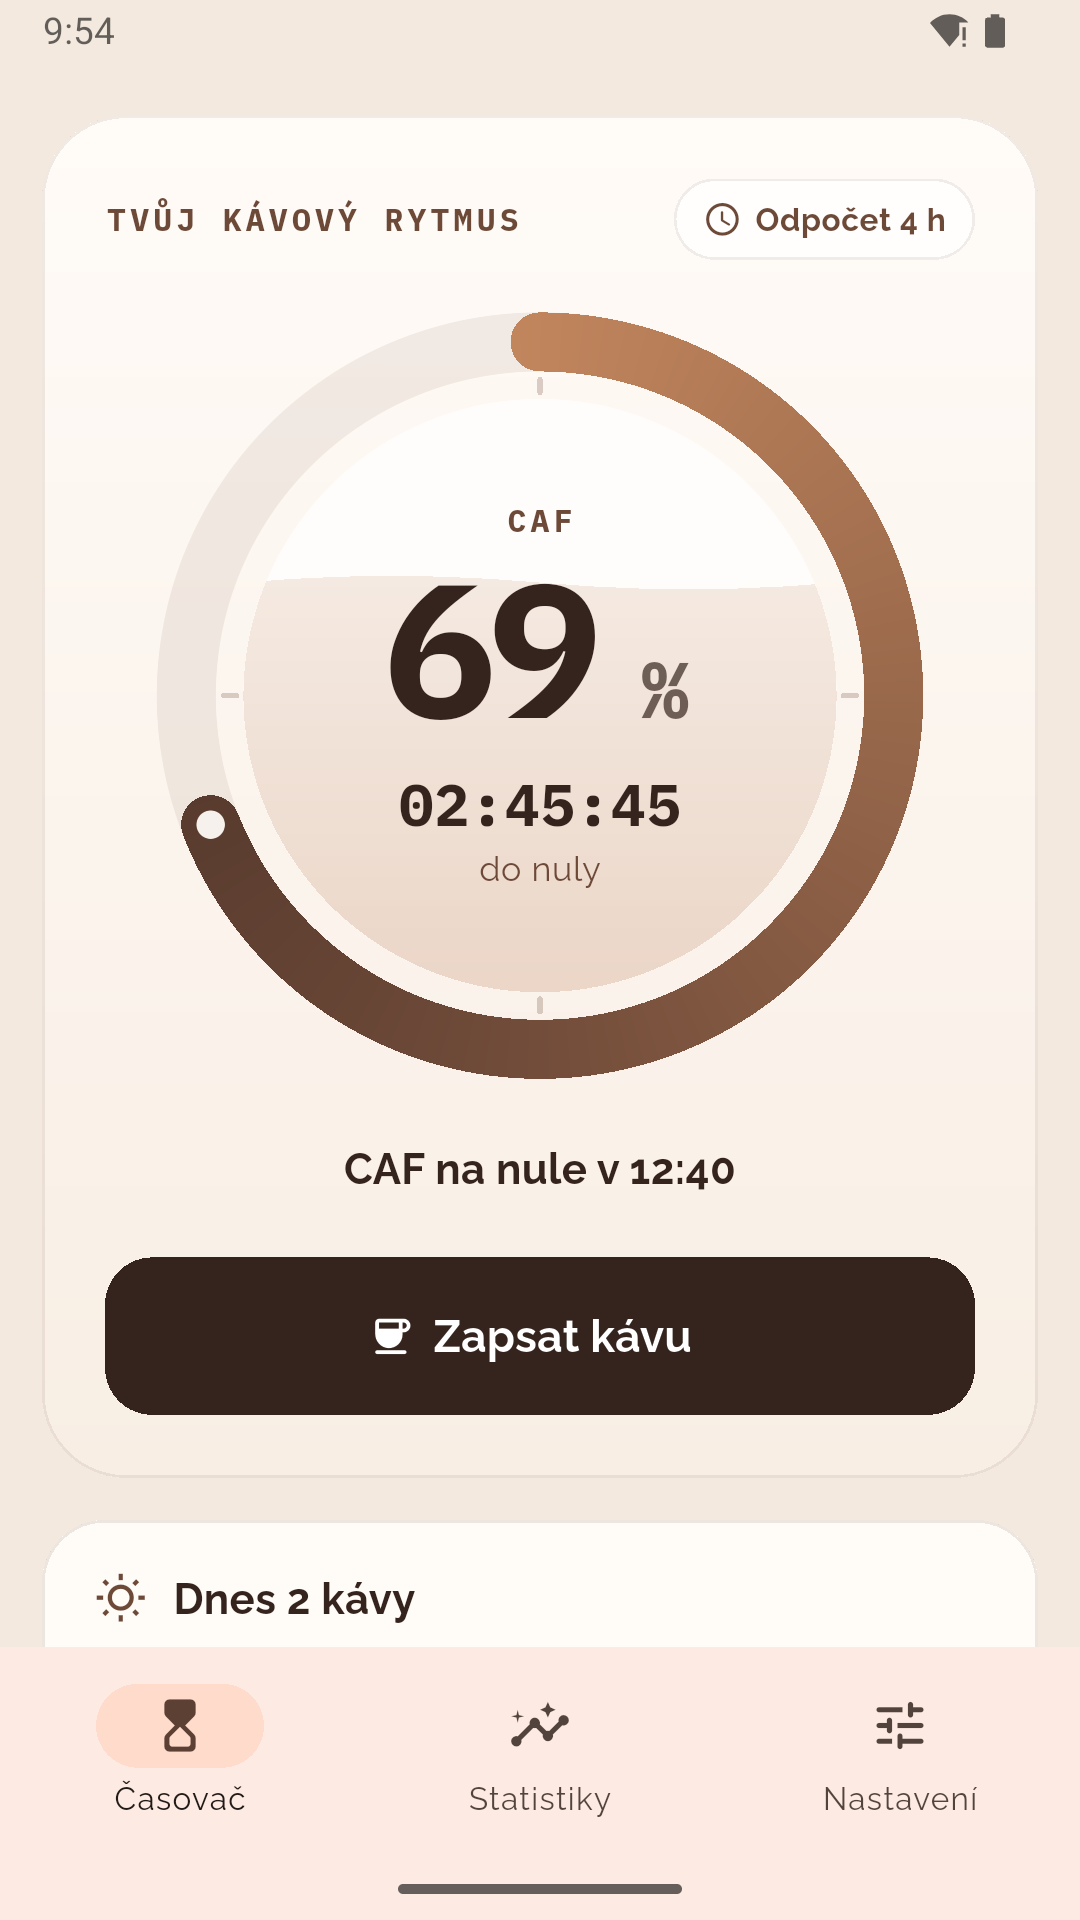 9:54
TVŮJ KÁVOVÝ RYTMUS
Odpočet 4 h
CAF
69 %
02:45:45
do nuly
CAF na nule v 12:40
Zapsat kávu
Dnes 2 kávy
Časovač
Statistiky
Nastavení